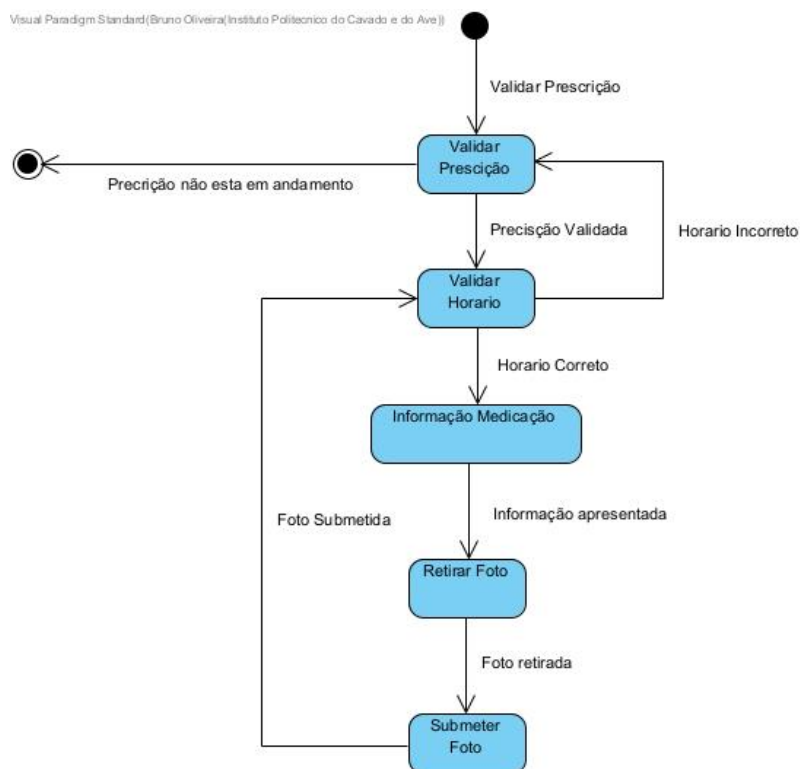 Visual Paradigm Standard(Bruno Oliveira(Instituto Politecnico do Cavado e do Ave))
Validar Prescrição
Validar
Prescição
Precrição não esta em andamento
Precisção Validada
Horario Incorreto
Validar
Horario
Horario Correto
Informação Medicação
Foto Submetida
Informação apresentada
Retirar Foto
Foto retirada
Submeter
Foto